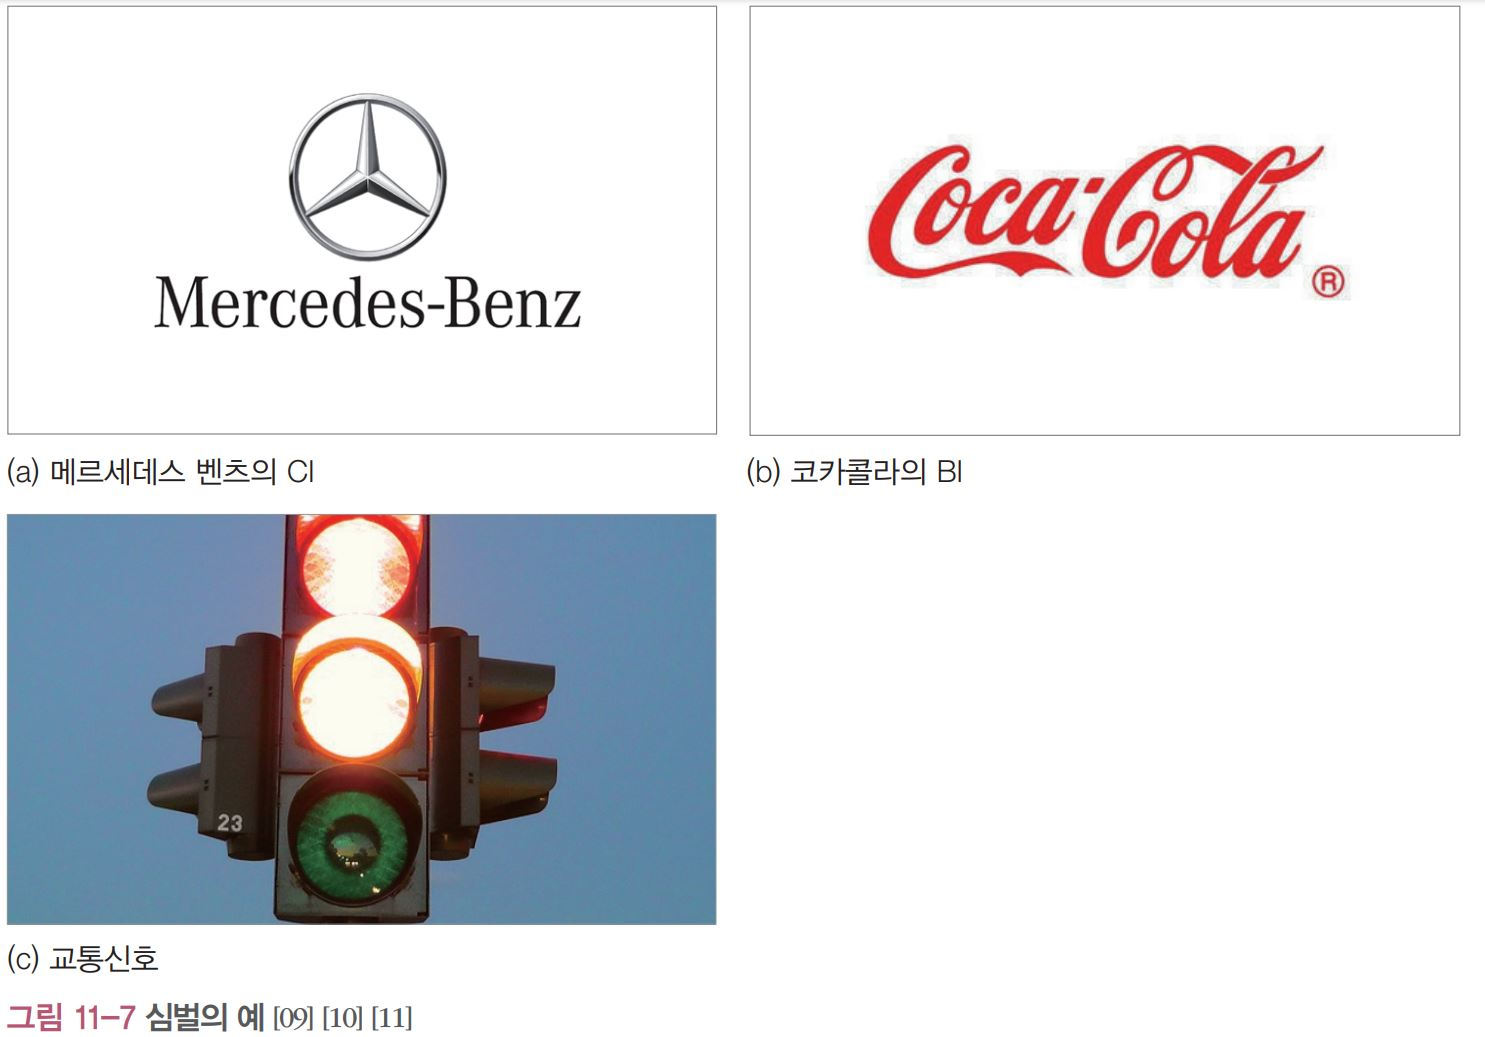 Mercedes-Benz
Coca-Cola ®
(a) 메르세데스 벤츠의 CI
(b) 코카콜라의 BI
23
(c) 교통신호
그림 11-7 심벌의 예 [09] [10] [11]